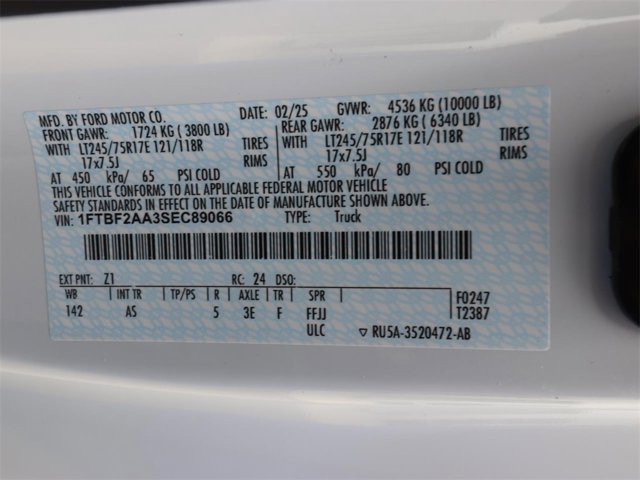 MFD. BY FORD MOTOR CO. DATE: 02/25 GVWR: 4536 KG (10000 LB)
FRONT GAWR: 1724 KG ( 3800 LB) REAR GAWR: 2876 KG ( 6340 LB)
WITH LT245/75R17E 121/118R TIRES WITH LT245/75R17E 121/118R TIRES
17x7.5J RIMS 17x7.5J RIMS
AT 450 kPa/ 65 PSI COLD AT 550 kPa/ 80 PSI COLD
THIS VEHICLE CONFORMS TO ALL APPLICABLE FEDERAL MOTOR VEHICLE
SAFETY STANDARDS IN EFFECT ON THE DATE OF MANUFACTURE SHOWN ABOVE.
VIN: 1FTBF2AA3SEC89066 TYPE: Truck
EXT PNT: Z1 RC: 24 DSO:
WB INT TR TP/PS R AXLE TR SPR F0247
142 AS 5 3E F FFJJ T2387
ULC ▽ RU5A-3520472-AB